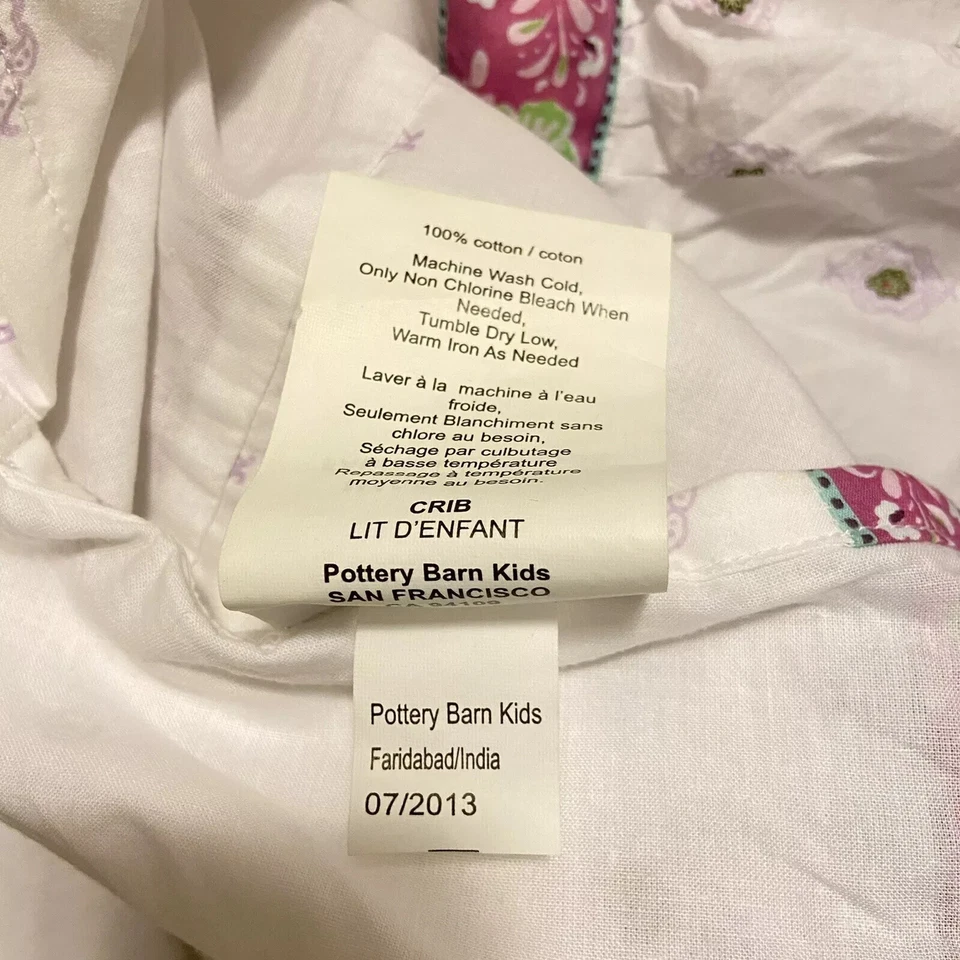 100% cotton / coton
Machine Wash Cold,
Only Non Chlorine Bleach When
Needed,
Tumble Dry Low,
Warm Iron As Needed
Laver à la machine à l'eau
froide,
Seulement Blanchiment sans
chlore au besoin,
Séchage par culbutage
à basse température
Repassage à température
moyenne au besoin.
CRIB
LIT D'ENFANT
Pottery Barn Kids
SAN FRANCISCO
CA 94109
Pottery Barn Kids
Faridabad/India
07/2013